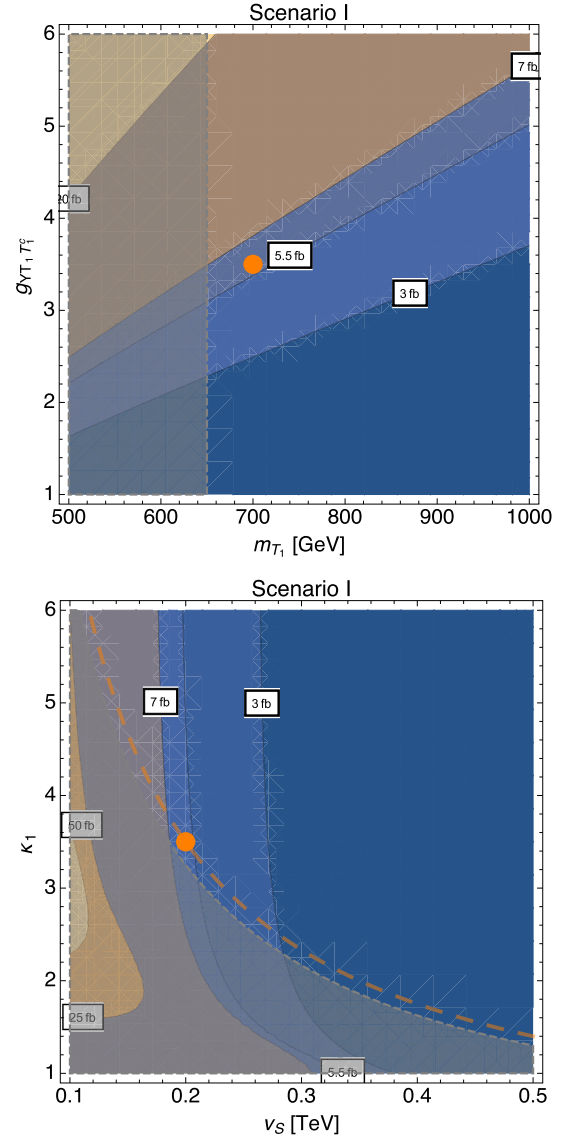 Scenario I
6
7 fb
5
20 fb
4
5.5 fb
3 fb
3
2
1
g_{YT_1 T_1^c}
500 600 700 800 900 1000
m_{T_1} [GeV]
Scenario I
6
5
7 fb
3 fb
4
50 fb
3
2
25 fb
1
5.5 fb
κ_1
0.1 0.2 0.3 0.4 0.5
v_S [TeV]